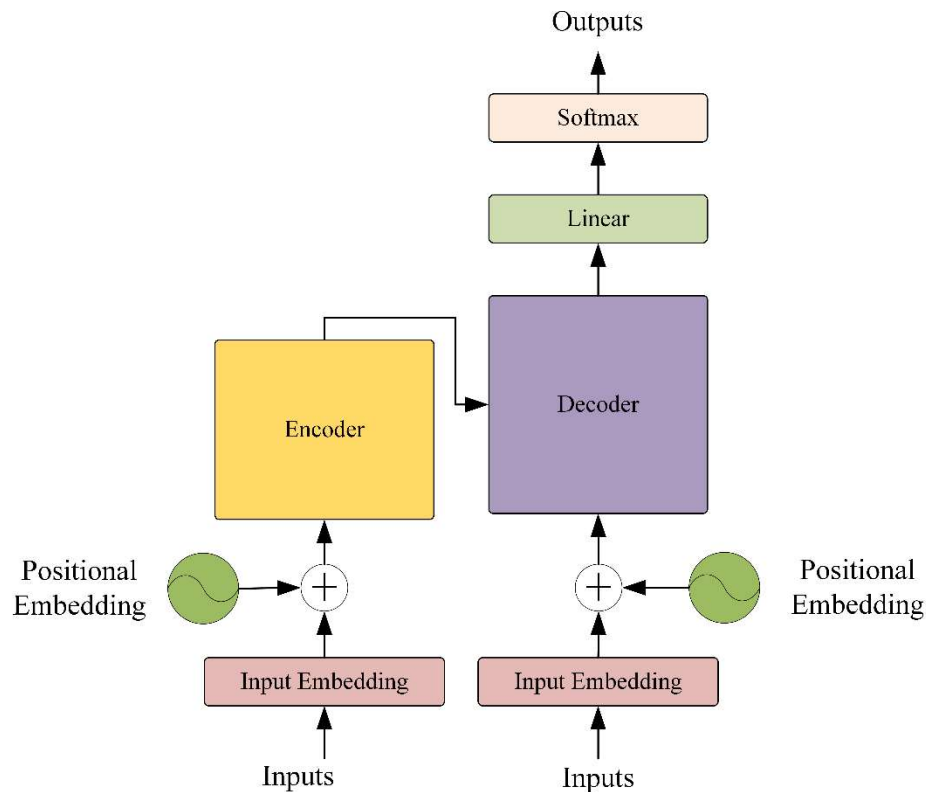 Outputs
Softmax
Linear
Encoder
Decoder
Positional
Embedding
+
+
Positional
Embedding
Input Embedding
Input Embedding
Inputs
Inputs